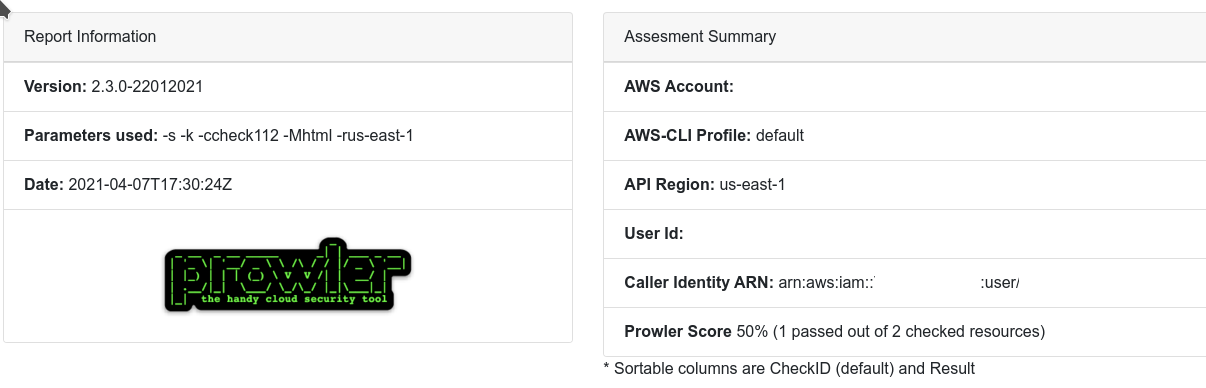 Report Information
Version: 2.3.0-22012021
Parameters used: -s -k -ccheck112 -Mhtml -rus-east-1
Date: 2021-04-07T17:30:24Z
prowler
the handy cloud security tool
Assesment Summary
AWS Account:
AWS-CLI Profile: default
API Region: us-east-1
User Id:
Caller Identity ARN: arn:aws:iam:: :user/
Prowler Score 50% (1 passed out of 2 checked resources)
* Sortable columns are CheckID (default) and Result